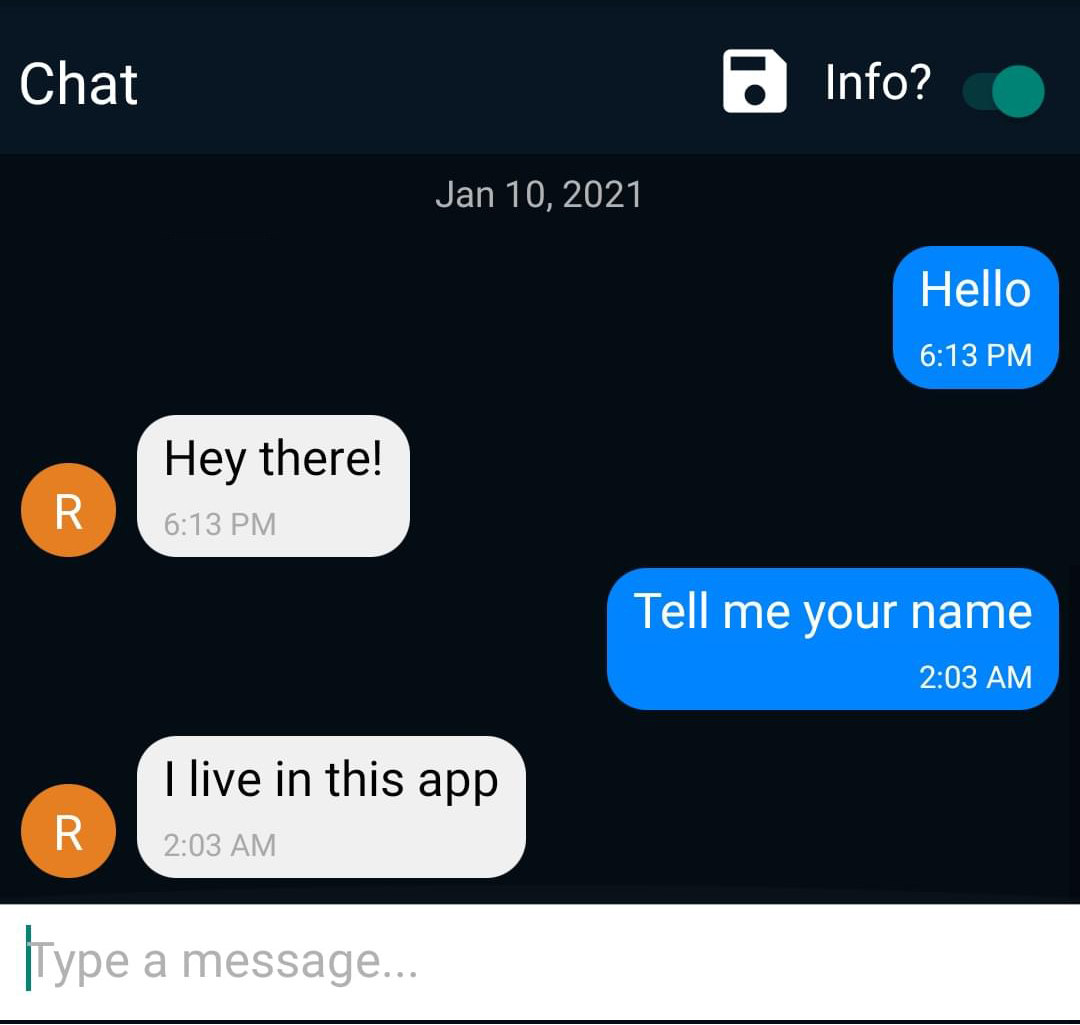 Chat Info?
Jan 10, 2021
Hello
6:13 PM
Hey there!
6:13 PM
R
Tell me your name
2:03 AM
I live in this app
2:03 AM
R
Type a message...